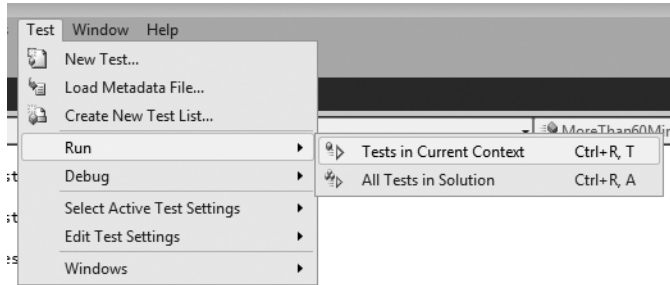 Test Window Help
New Test...
Load Metadata File...
Create New Test List...
Run
Tests in Current Context Ctrl+R, T
Debug
All Tests in Solution Ctrl+R, A
Select Active Test Settings
Edit Test Settings
Windows